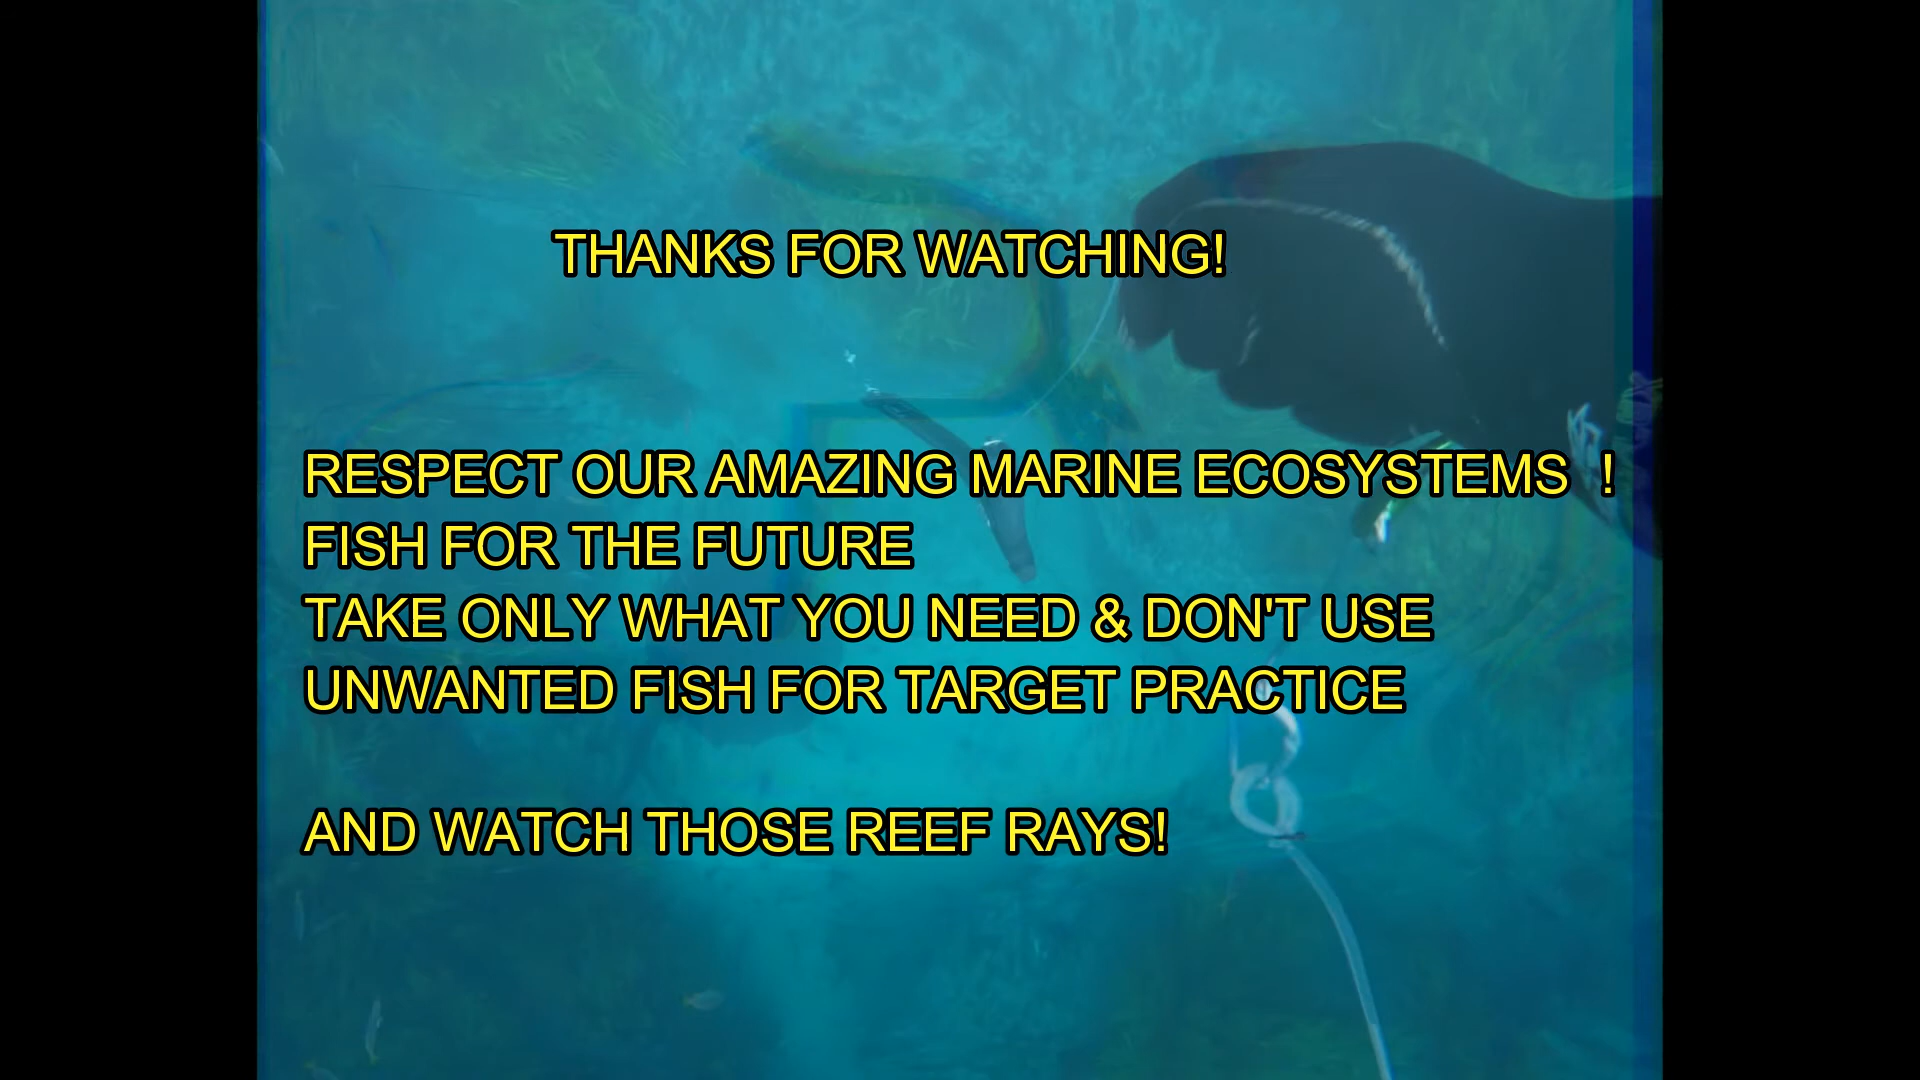 THANKS FOR WATCHING!
RESPECT OUR AMAZING MARINE ECOSYSTEMS !
FISH FOR THE FUTURE
TAKE ONLY WHAT YOU NEED & DON'T USE
UNWANTED FISH FOR TARGET PRACTICE
AND WATCH THOSE REEF RAYS!